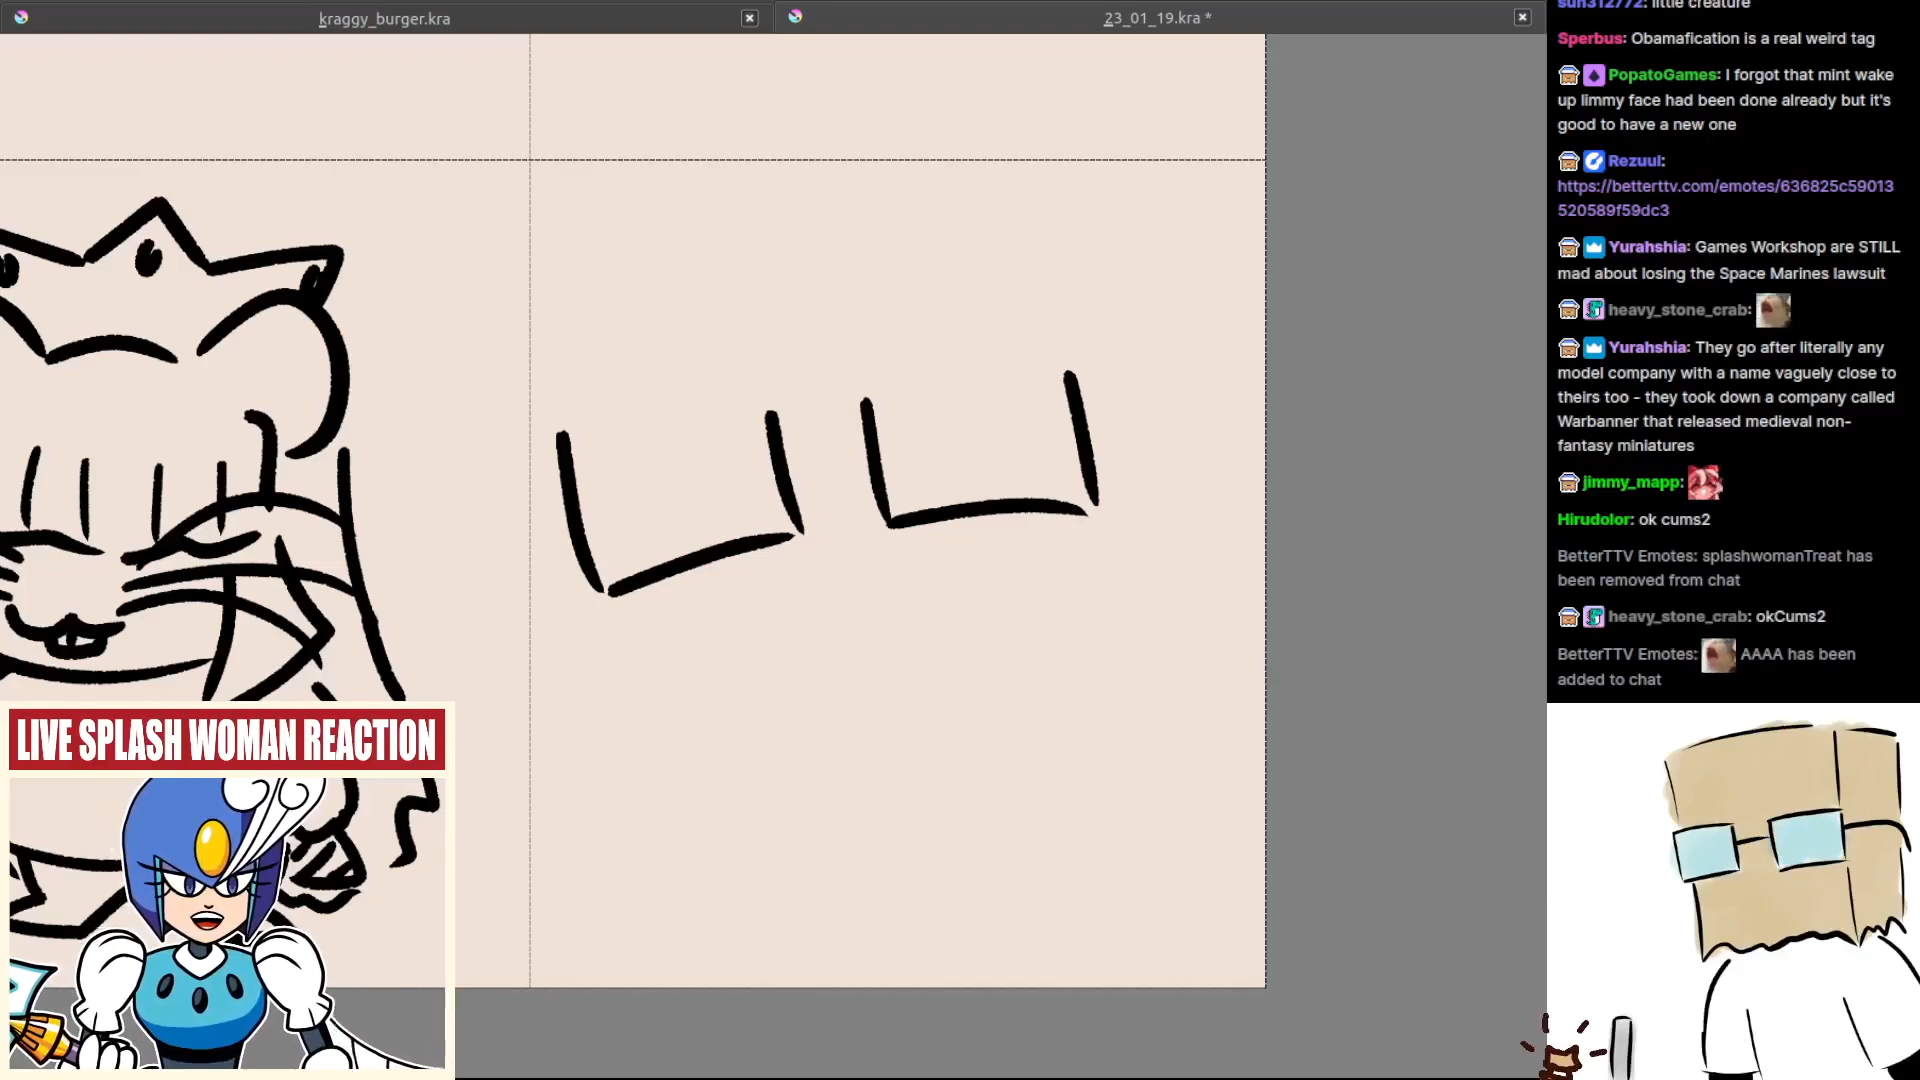 kraggy_burger.kra
23_01_19.kra *
sun312772: little creature
Sperbus: Obamafication is a real weird tag
PopatoGames: I forgot that mint wake
up limmy face had been done already but it's
good to have a new one
Rezuul:
https://betterttv.com/emotes/636825c59013
520589f59dc3
Yurahshia: Games Workshop are STILL
mad about losing the Space Marines lawsuit
heavy_stone_crab:
Yurahshia: They go after literally any
model company with a name vaguely close to
theirs too - they took down a company called
Warbanner that released medieval non-
fantasy miniatures
jimmy_mapp:
Hirudolor: ok cums2
BetterTTV Emotes: splashwomanTreat has
been removed from chat
heavy_stone_crab: okCums2
BetterTTV Emotes: AAAA has been
added to chat
LIVE SPLASH WOMAN REACTION